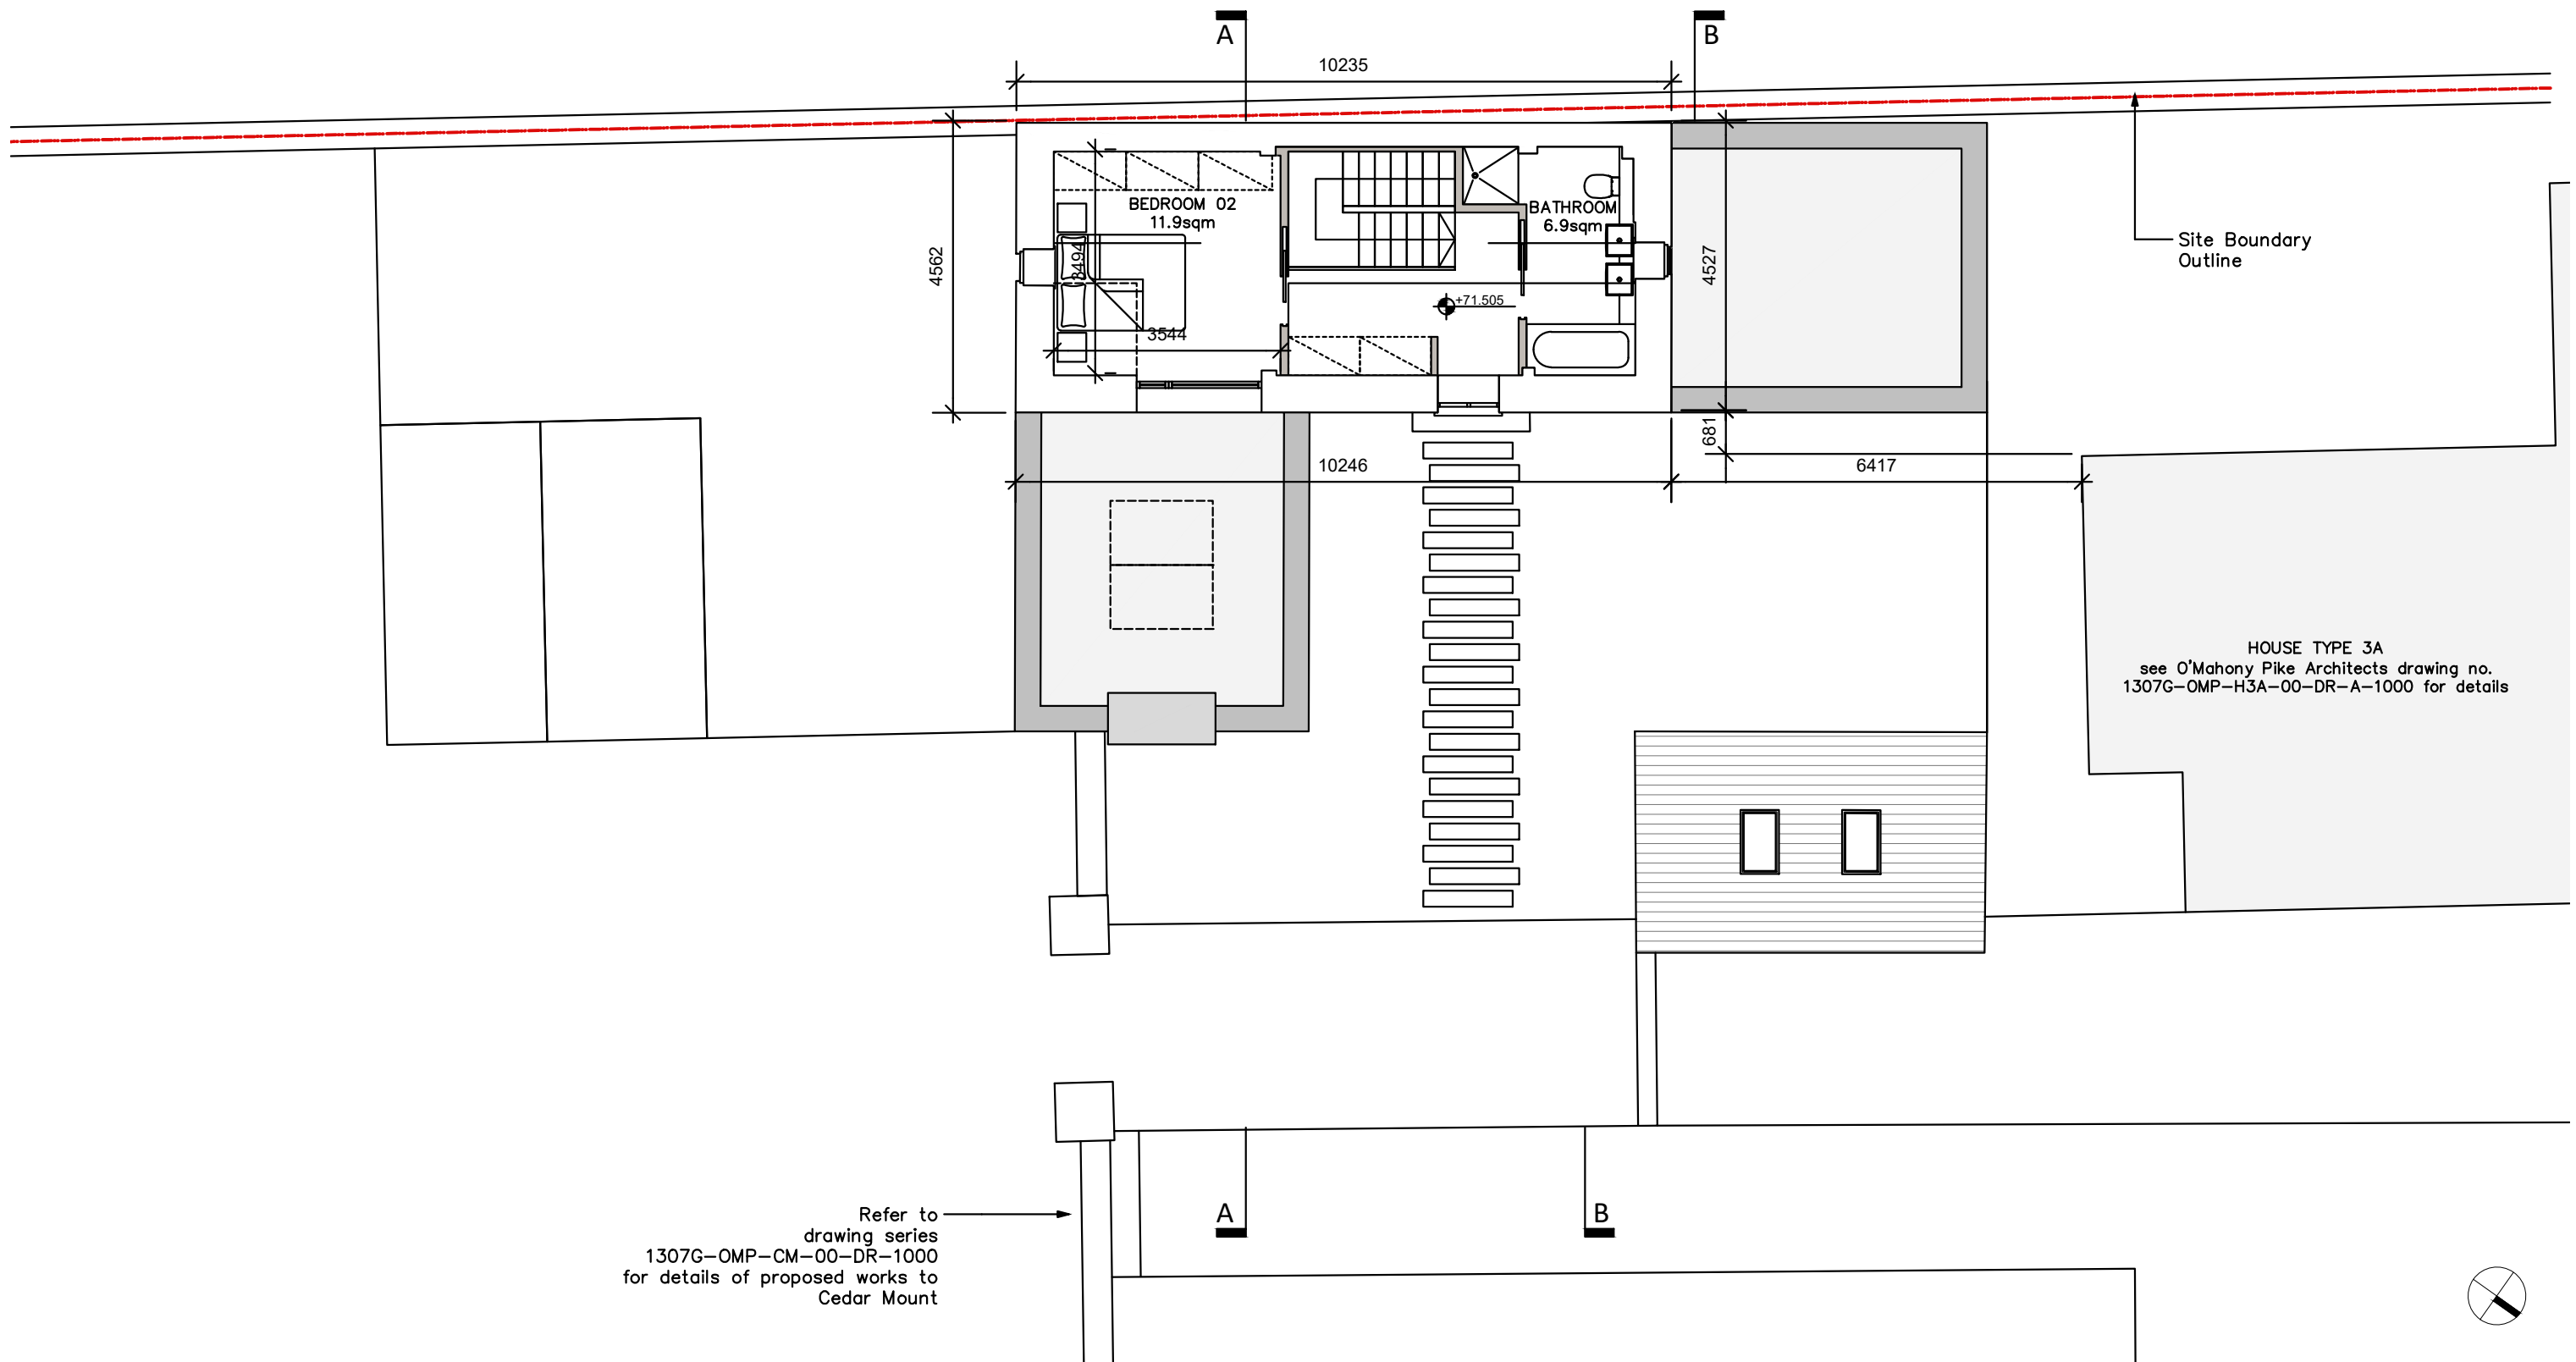 A
B
10235
BEDROOM 02
11.9sqm
BATHROOM
6.9sqm
Site Boundary
Outline
4562
3494
4527
+71.505
3544
681
10246
6417
HOUSE TYPE 3A
see O'Mahony Pike Architects drawing no.
1307G-OMP-H3A-00-DR-A-1000 for details
A
B
Refer to
drawing series
1307G-OMP-CM-00-DR-1000
for details of proposed works to
Cedar Mount